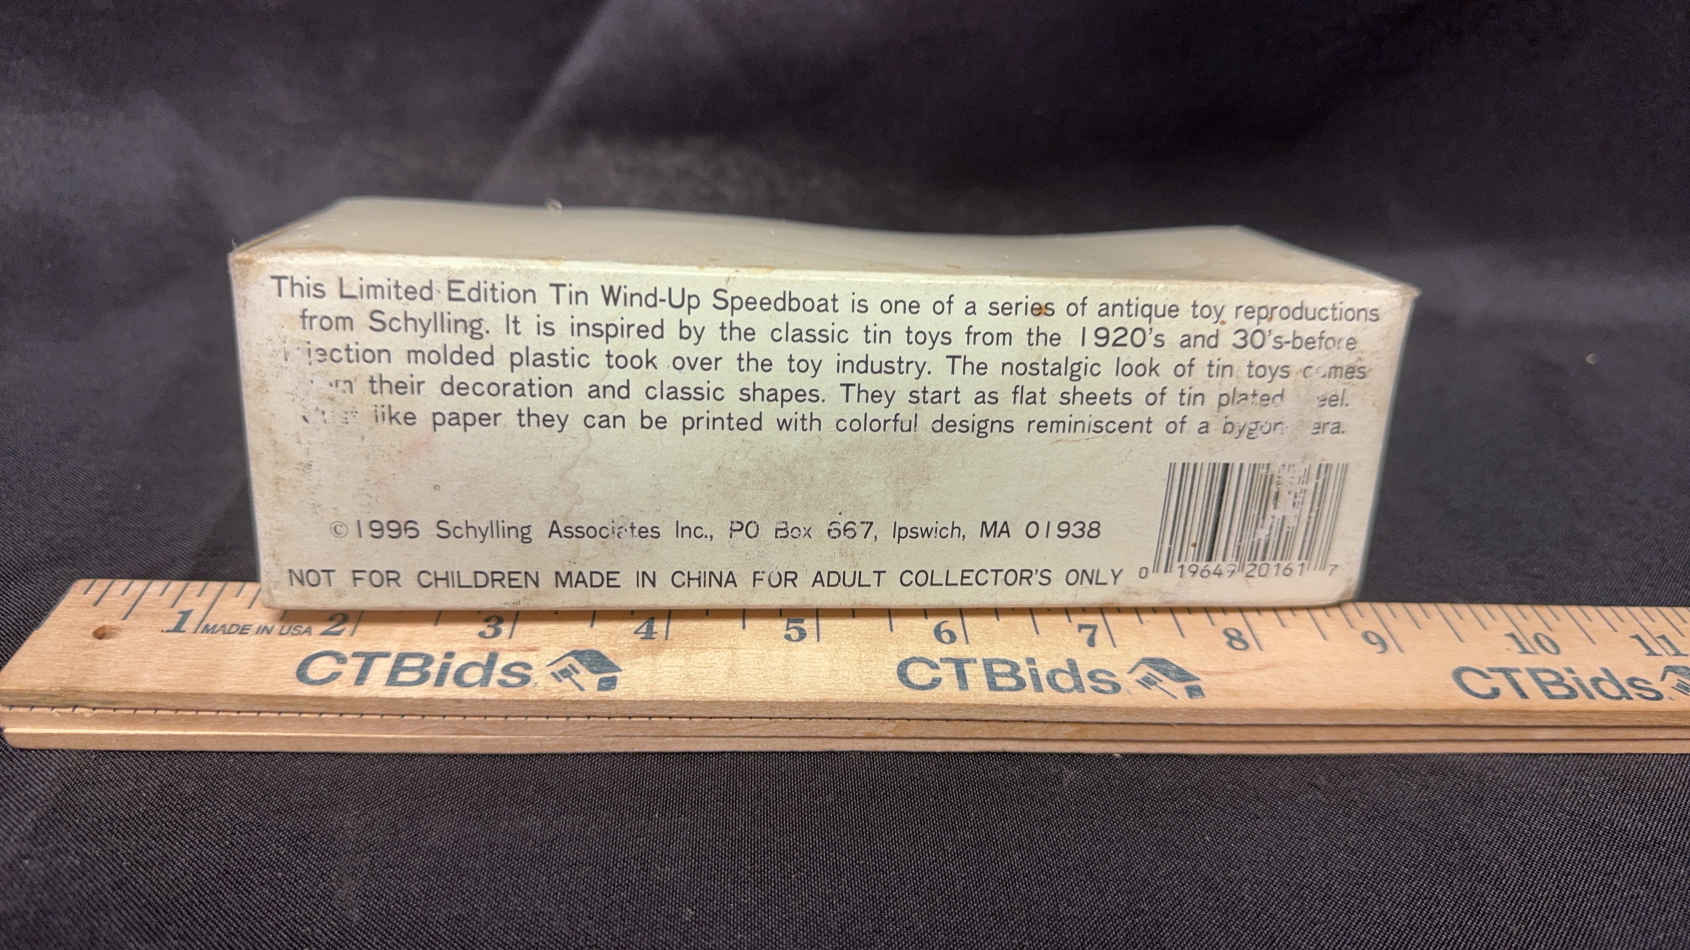 This Limited Edition Tin Wind-Up Speedboat is one of a series of antique toy reproductions
from Schylling. It is inspired by the classic tin toys from the 1920's and 30's-before
molded plastic took over the toy industry. The nostalgic look of tin toys
their decoration and classic shapes. They start as flat sheets of tin plated
like paper they can be printed with colorful designs reminiscent of a
©1996 Schylling Associates Inc., PO Box 667, Ipswich, MA 01938
NOT FOR CHILDREN MADE IN CHINA FOR ADULT COLLECTOR'S ONLY
0 19649 20161 7
1 MADE IN USA 2 3 4 5 6 7 8 9 10 11
CTBids CTBids CTBids